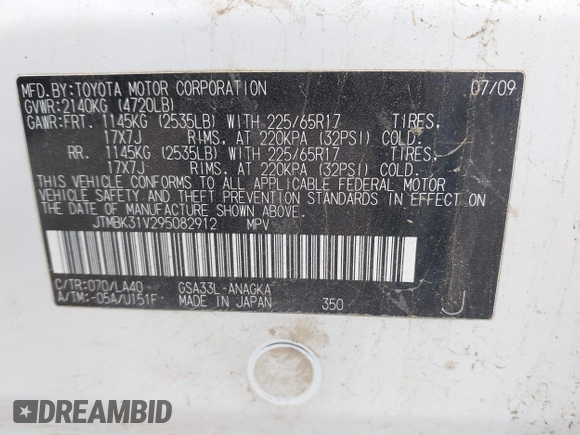 MFD.BY:TOYOTA MOTOR CORPORATION 07/09
GVWR:2140KG (4720LB)
GAWR:FRT. 1145KG (2535LB) WITH 225/65R17 TIRES.
17X7J RIMS. AT 220KPA (32PSI) COLD.
RR. 1145KG (2535LB) WITH 225/65R17 TIRES.
17X7J RIMS. AT 220KPA (32PSI) COLD.
THIS VEHICLE CONFORMS TO ALL APPLICABLE FEDERAL MOTOR
VEHICLE SAFETY AND THEFT PREVENTION STANDARDS IN EFFECT ON
THE DATE OF MANUFACTURE SHOWN ABOVE.
JTMBK31V295082912 MPV
C/TR:070/LA40 GSA33L-ANAGKA
A/TM:-05A/U151F MADE IN JAPAN 350 J
DREAMBID